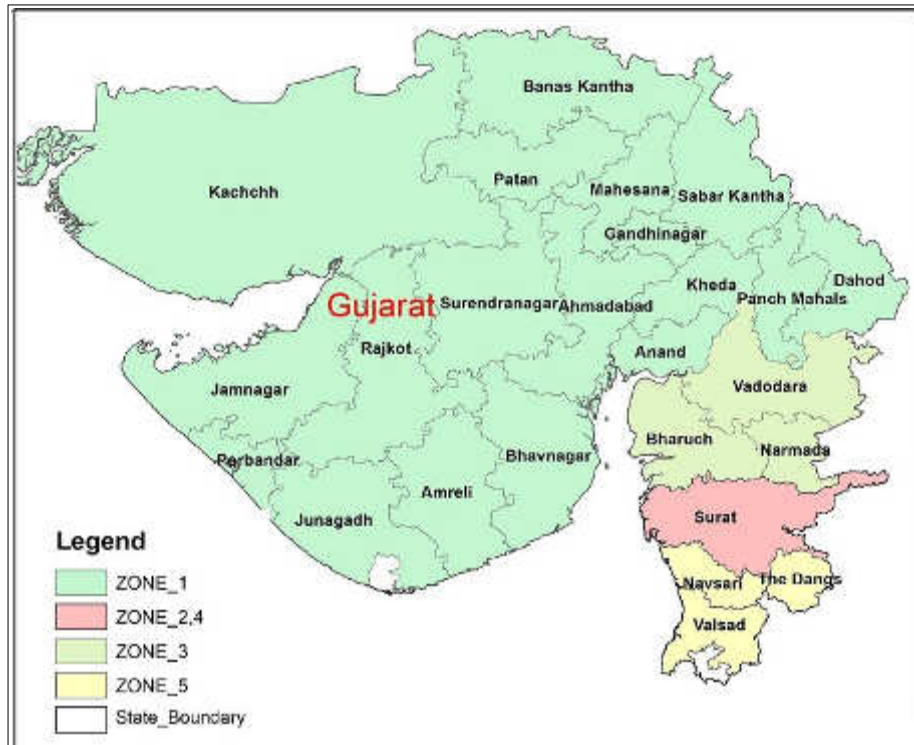 Banas Kantha
Patan
Mahesana
Sabar Kantha
Kachchh
Gandhinagar
Kheda
Dahod
Panch Mahals
Gujarat
Surendranagar
Ahmadabad
Rajkot
Anand
Jamnagar
Vadodara
Bharuch
Narmada
Porbandar
Bhavnagar
Amreli
Junagadh
Surat
Navsari
The Dangs
Valsad
Legend
ZONE_1
ZONE_2,4
ZONE_3
ZONE_5
State_Boundary